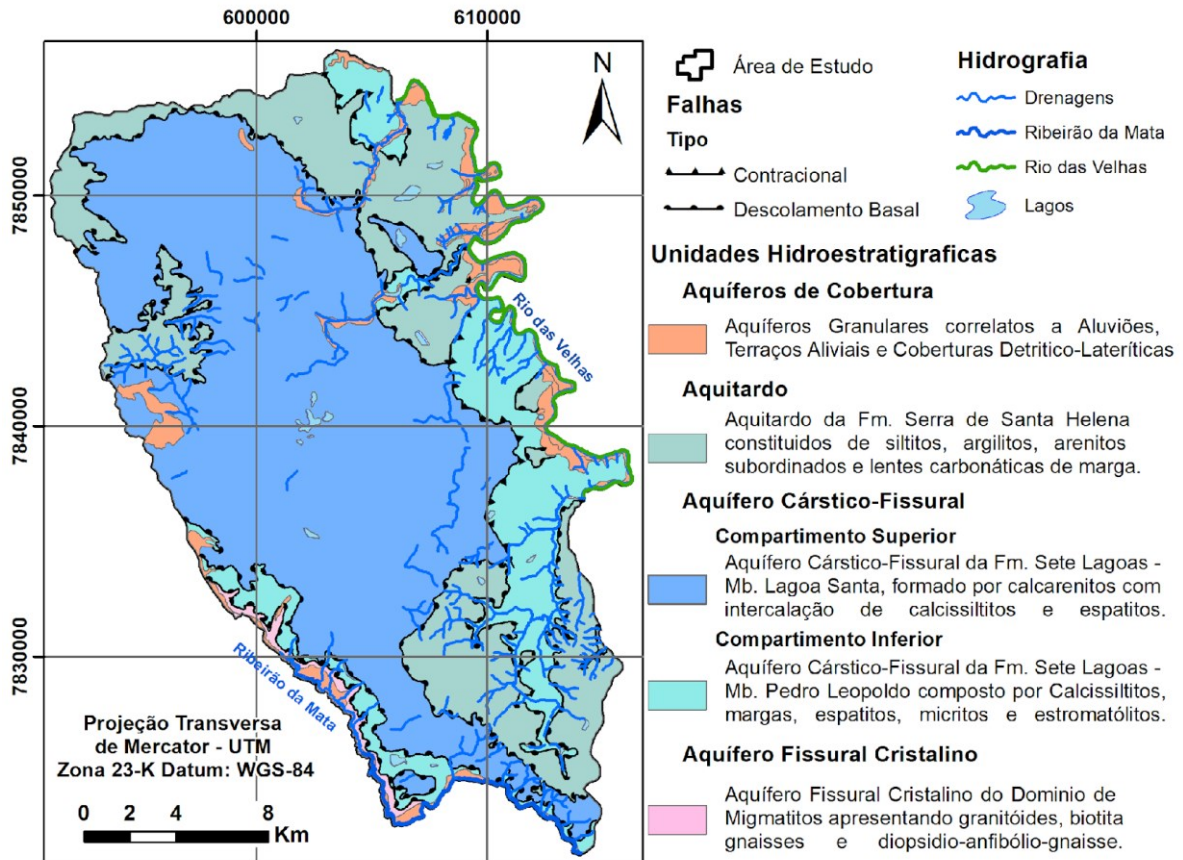 600000
610000
7850000
7840000
7830000
N
Rio das Velhas
Ribeirão da Mata
Projeção Transversa
de Mercator - UTM
Zona 23-K Datum: WGS-84
0 2 4 8
Km
Área de Estudo
Falhas
Tipo
Contracional
Descolamento Basal
Hidrografia
Drenagens
Ribeirão da Mata
Rio das Velhas
Lagos
Unidades Hidroestratigraficas
Aquíferos de Cobertura
Aquíferos Granulares correlatos a Aluviões,
Terraços Aliviais e Coberturas Detritico-Lateríticas
Aquitardo
Aquitardo da Fm. Serra de Santa Helena
constituidos de siltitos, argilitos, arenitos
subordinados e lentes carbonáticas de marga.
Aquífero Cárstico-Fissural
Compartimento Superior
Aquífero Cárstico-Fissural da Fm. Sete Lagoas -
Mb. Lagoa Santa, formado por calcarenitos com
intercalação de calcissiltitos e espatitos.
Compartimento Inferior
Aquífero Cárstico-Fissural da Fm. Sete Lagoas -
Mb. Pedro Leopoldo composto por Calcissiltitos,
margas, espatitos, micritos e estromatólitos.
Aquífero Fissural Cristalino
Aquífero Fissural Cristalino do Dominio de
Migmatitos apresentando granitóides, biotita
gnaisses e diopsidio-anfibólio-gnaisse.